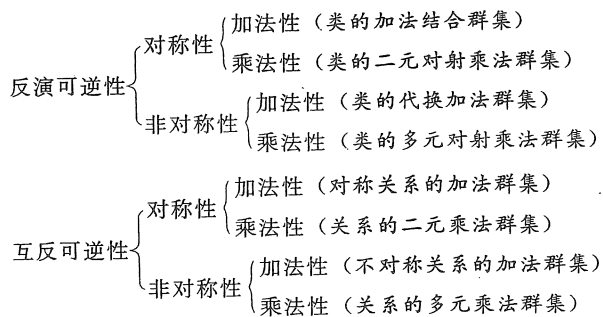 对称性 加法性（类的加法结合群集）
乘法性（类的二元对射乘法群集）
反演可逆性
非对称性 加法性（类的代换加法群集）
乘法性（类的多元对射乘法群集）
对称性 加法性（对称关系的加法群集）
乘法性（关系的二元乘法群集）
互反可逆性
非对称性 加法性（不对称关系的加法群集）
乘法性（关系的多元乘法群集）